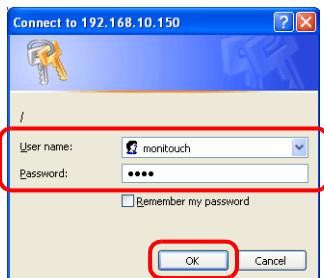 Connect to 192.168.10.150
/
User name: monitouch
Password: ••••
Remember my password
OK Cancel